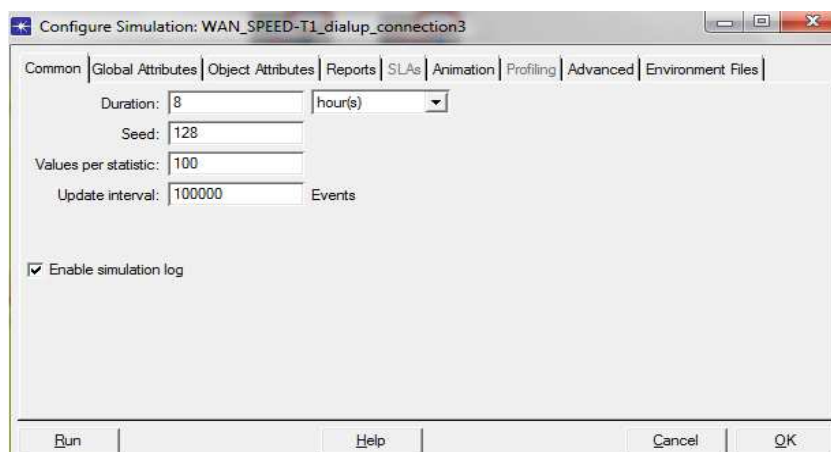 Configure Simulation: WAN_SPEED-T1_dialup_connection3
Common Global Attributes Object Attributes Reports SLAs Animation Profiling Advanced Environment Files
Duration: 8 hour(s)
Seed: 128
Values per statistic: 100
Update interval: 100000 Events
Enable simulation log
Run Help Cancel OK